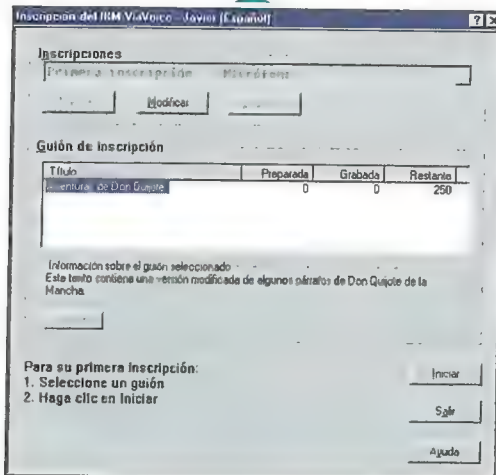 Inscripción del IBM ViaVoice - Javier (Español)
Inscripciones
Primera inscripción Micrófono
Modificar
Guión de inscripción
Título Preparada Grabada Restante
Aventuras de Don Quijote 0 0 250
Información sobre el guión seleccionado
Este texto contiene una versión modificada de algunos párrafos de Don Quijote de la
Mancha
Para su primera inscripción:
1. Seleccione un guión
2. Haga clic en Iniciar
Iniciar
Salir
Ayuda